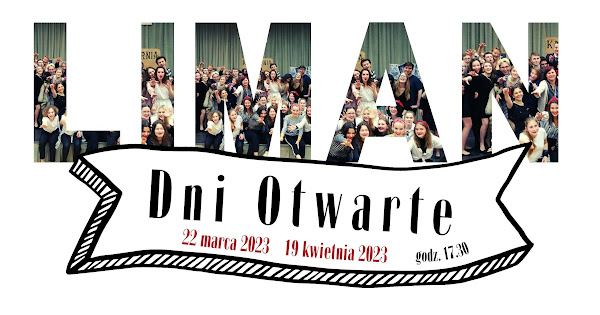 LIMAN
Dni Otwarte
22 marca 2023 19 kwietnia 2023 godz. 17.30